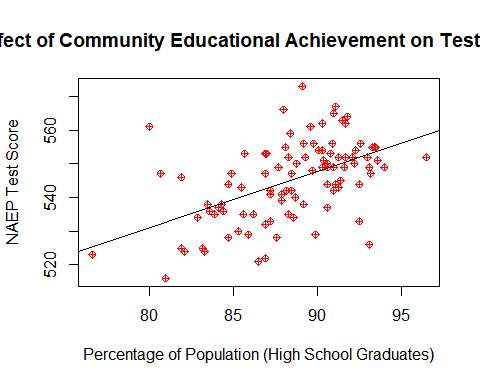 fect of Community Educational Achievement on Test
NAEP Test Score
560
540
520
80
85
90
95
Percentage of Population (High School Graduates)